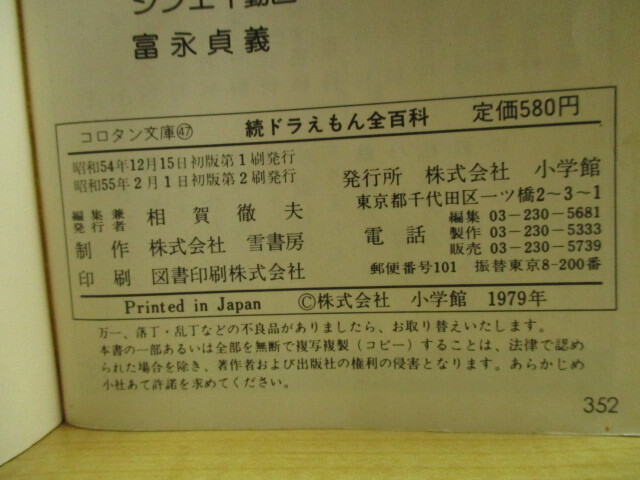 シンエイ動画
富永貞義
コロタン文庫㊼ 続ドラえもん全百科 定価580円
昭和54年12月15日初版第1刷発行
昭和55年2月1日初版第2刷発行
編集兼
発行者 相賀徹夫
制作 株式会社 雪書房
印刷 図書印刷株式会社
発行所 株式会社 小学館
東京都千代田区一ツ橋2~3~1
電話 編集 03-230-5681
製作 03-230-5333
販売 03-230-5739
郵便番号101 振替東京8-200番
Printed in Japan ©株式会社 小学館 1979年
万一、落丁・乱丁などの不良品がありましたら、お取り替えいたします。
本書の一部あるいは全部を無断で複写複製(コピー)することは、法律で認め
られた場合を除き、著作者および出版社の権利の侵害となります。あらかじめ
小社あて許諾を求めてください。
352